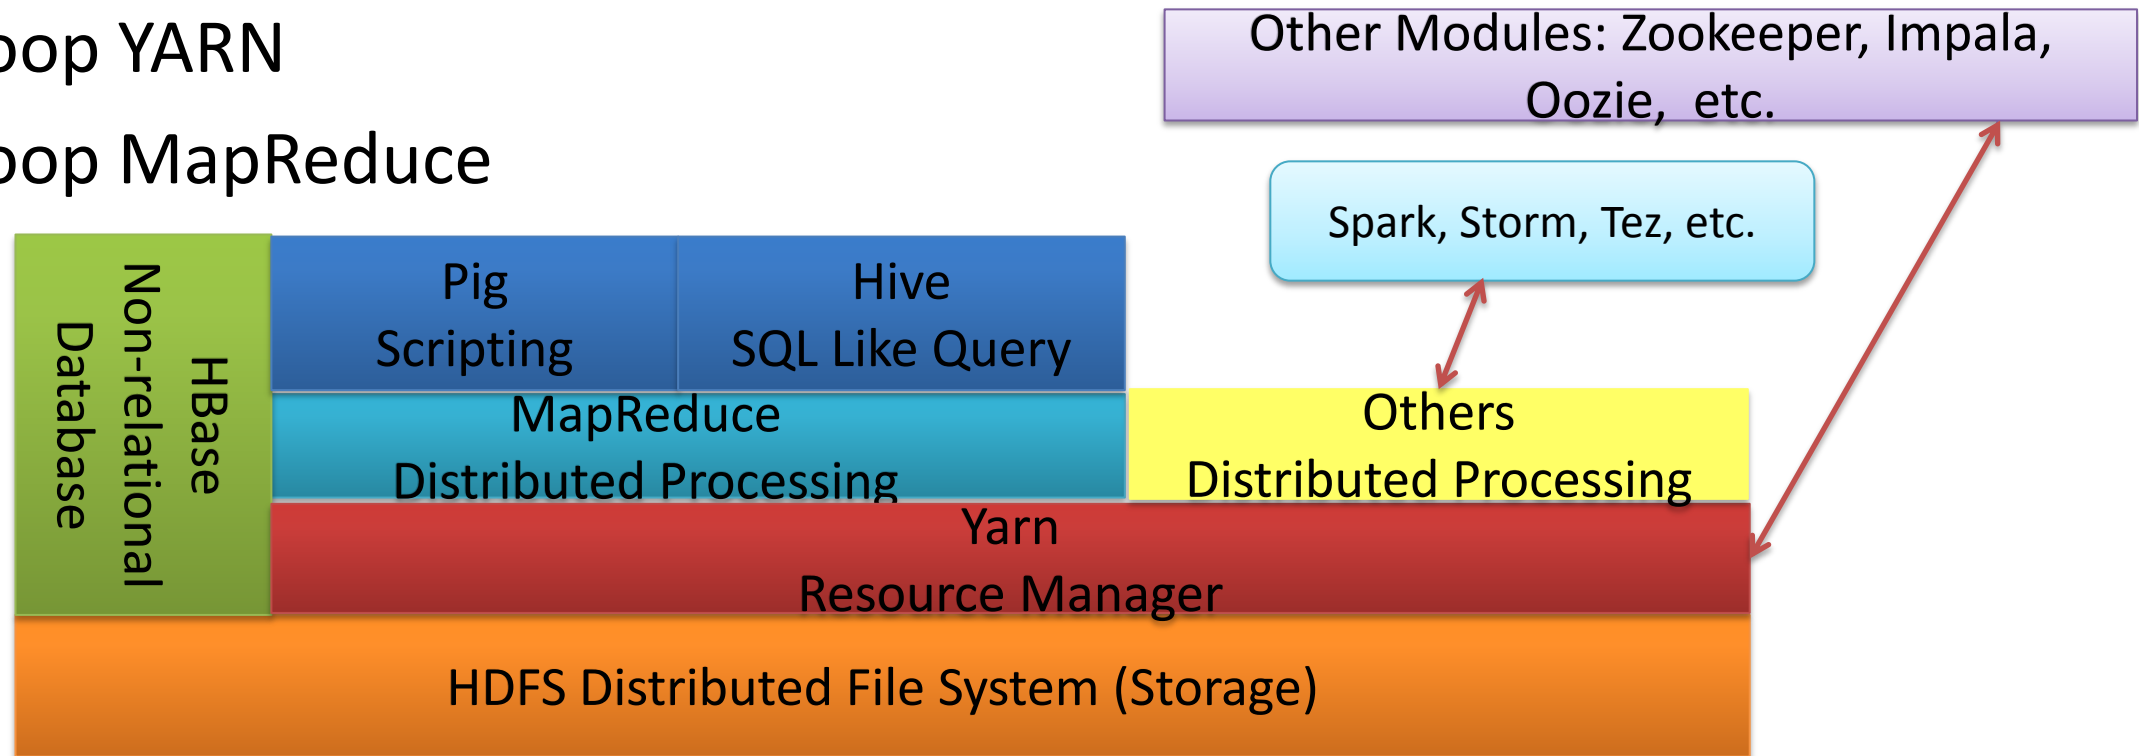 oop YARN
oop MapReduce
Other Modules: Zookeeper, Impala,
Oozie, etc.
Spark, Storm, Tez, etc.
HBase
Non-relational
Database
Pig
Scripting
Hive
SQL Like Query
MapReduce
Distributed Processing
Others
Distributed Processing
Yarn
Resource Manager
HDFS Distributed File System (Storage)